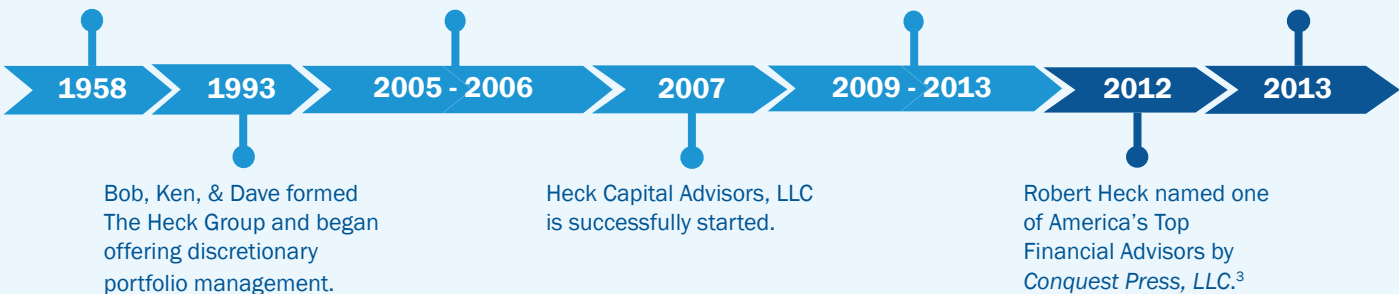 1958
1993
2005 - 2006
2007
2009 - 2013
2012
2013
Bob, Ken, & Dave formed
The Heck Group and began
offering discretionary
portfolio management.
Heck Capital Advisors, LLC
is successfully started.
Robert Heck named one
of America’s Top
Financial Advisors by
Conquest Press, LLC.³